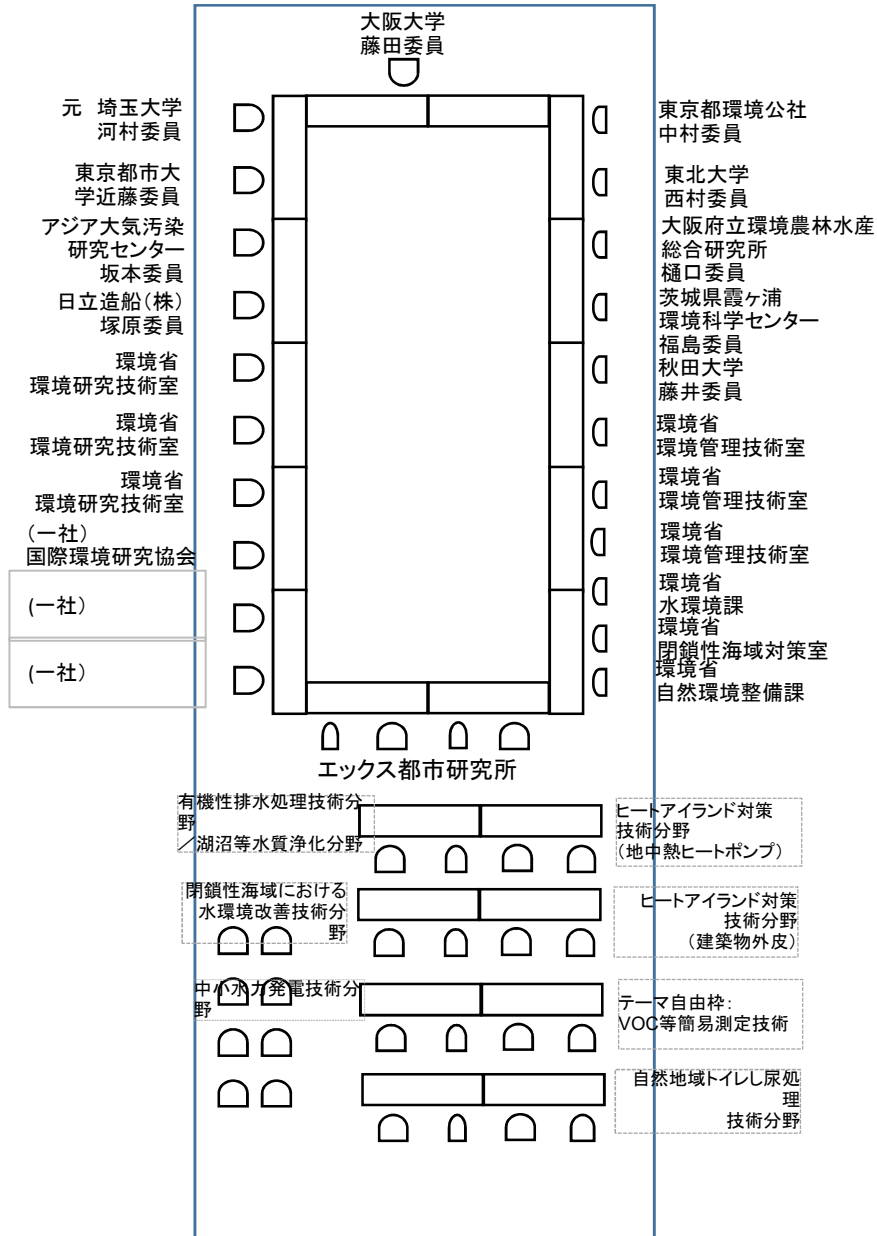 大阪大学
藤田委員
元 埼玉大学
河村委員
東京都市大
学近藤委員
アジア大気汚染
研究センター
坂本委員
日立造船(株)
塚原委員
環境省
環境研究技術室
環境省
環境研究技術室
環境省
環境研究技術室
(一社)
国際環境研究協会
(一社)
(一社)
東京都環境公社
中村委員
東北大学
西村委員
大阪府立環境農林水産
総合研究所
樋口委員
茨城県霞ヶ浦
環境科学センター
福島委員
秋田大学
藤井委員
環境省
環境管理技術室
環境省
環境管理技術室
環境省
環境管理技術室
環境省
水環境課
環境省
閉鎖性海域対策室
環境省
自然環境整備課
エックス都市研究所
有機性排水処理技術分
野
/湖沼等水質浄化分野
閉鎖性海域における
水環境改善技術分
野
中小水力発電技術分
野
ヒートアイランド対策
技術分野
(地中熱ヒートポンプ)
ヒートアイランド対策
技術分野
(建築物外皮)
テーマ自由枠:
VOC等簡易測定技術
自然地域トイレし尿処
理
技術分野